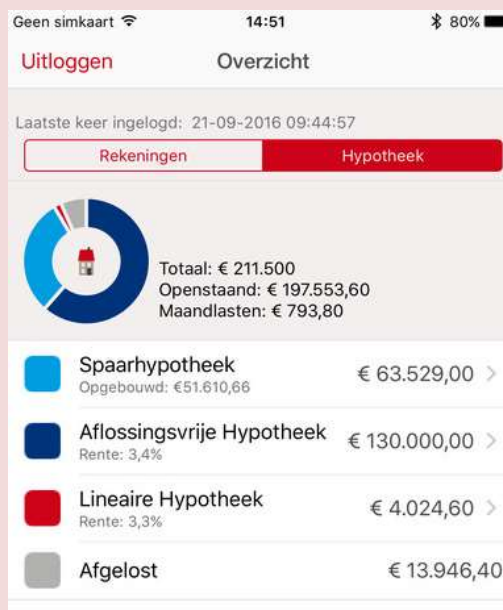 Geen simkaart 14:51 80%
Uitloggen Overzicht
Laatste keer ingelogd: 21-09-2016 09:44:57
Rekeningen Hypotheek
Totaal: € 211.500
Openstaand: € 197.553,60
Maandlasten: € 793,80
Spaarhypotheek € 63.529,00
Opgebouwd: €51.610,66
Aflossingsvrije Hypotheek € 130.000,00
Rente: 3,4%
Lineaire Hypotheek € 4.024,60
Rente: 3,3%
Afgelost € 13.946,40